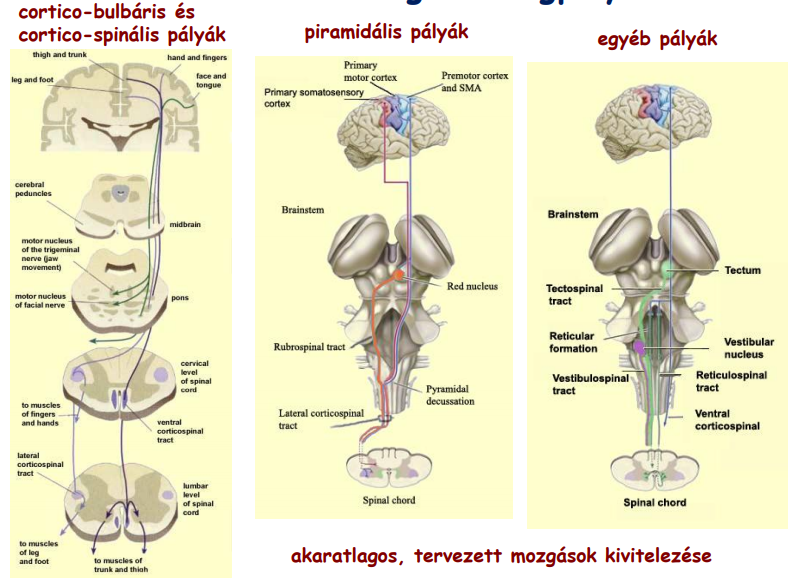 cortico-bulbáris és
cortico-spinális pályák
thigh and trunk
hand and fingers
leg and foot
face and
tongue
cerebral
peduncles
midbrain
motor nucleus
of the trigeminal
nerve (jaw
movement)
motor nucleus
of facial nerve
pons
cervical
level
of spinal
cord
to muscles
of fingers
and hands
ventral
corticospinal
tract
lateral
corticospinal
tract
lumbar
level
of spinal
cord
to muscles
of leg
and foot
to muscles of
trunk and thigh
piramidális pályák
Primary
motor cortex
Premotor cortex
and SMA
Primary somatosensory
cortex
Brainstem
Red nucleus
Rubrospinal tract
Pyramidal
decussation
Lateral corticospinal
tract
Spinal chord
egyéb pályák
Brainstem
Tectum
Tectospinal
tract
Reticular
formation
Vestibular
nucleus
Vestibulospinal
tract
Reticulospinal
tract
Ventral
corticospinal
Spinal chord
akaratlagos, tervezett mozgások kivitelezése